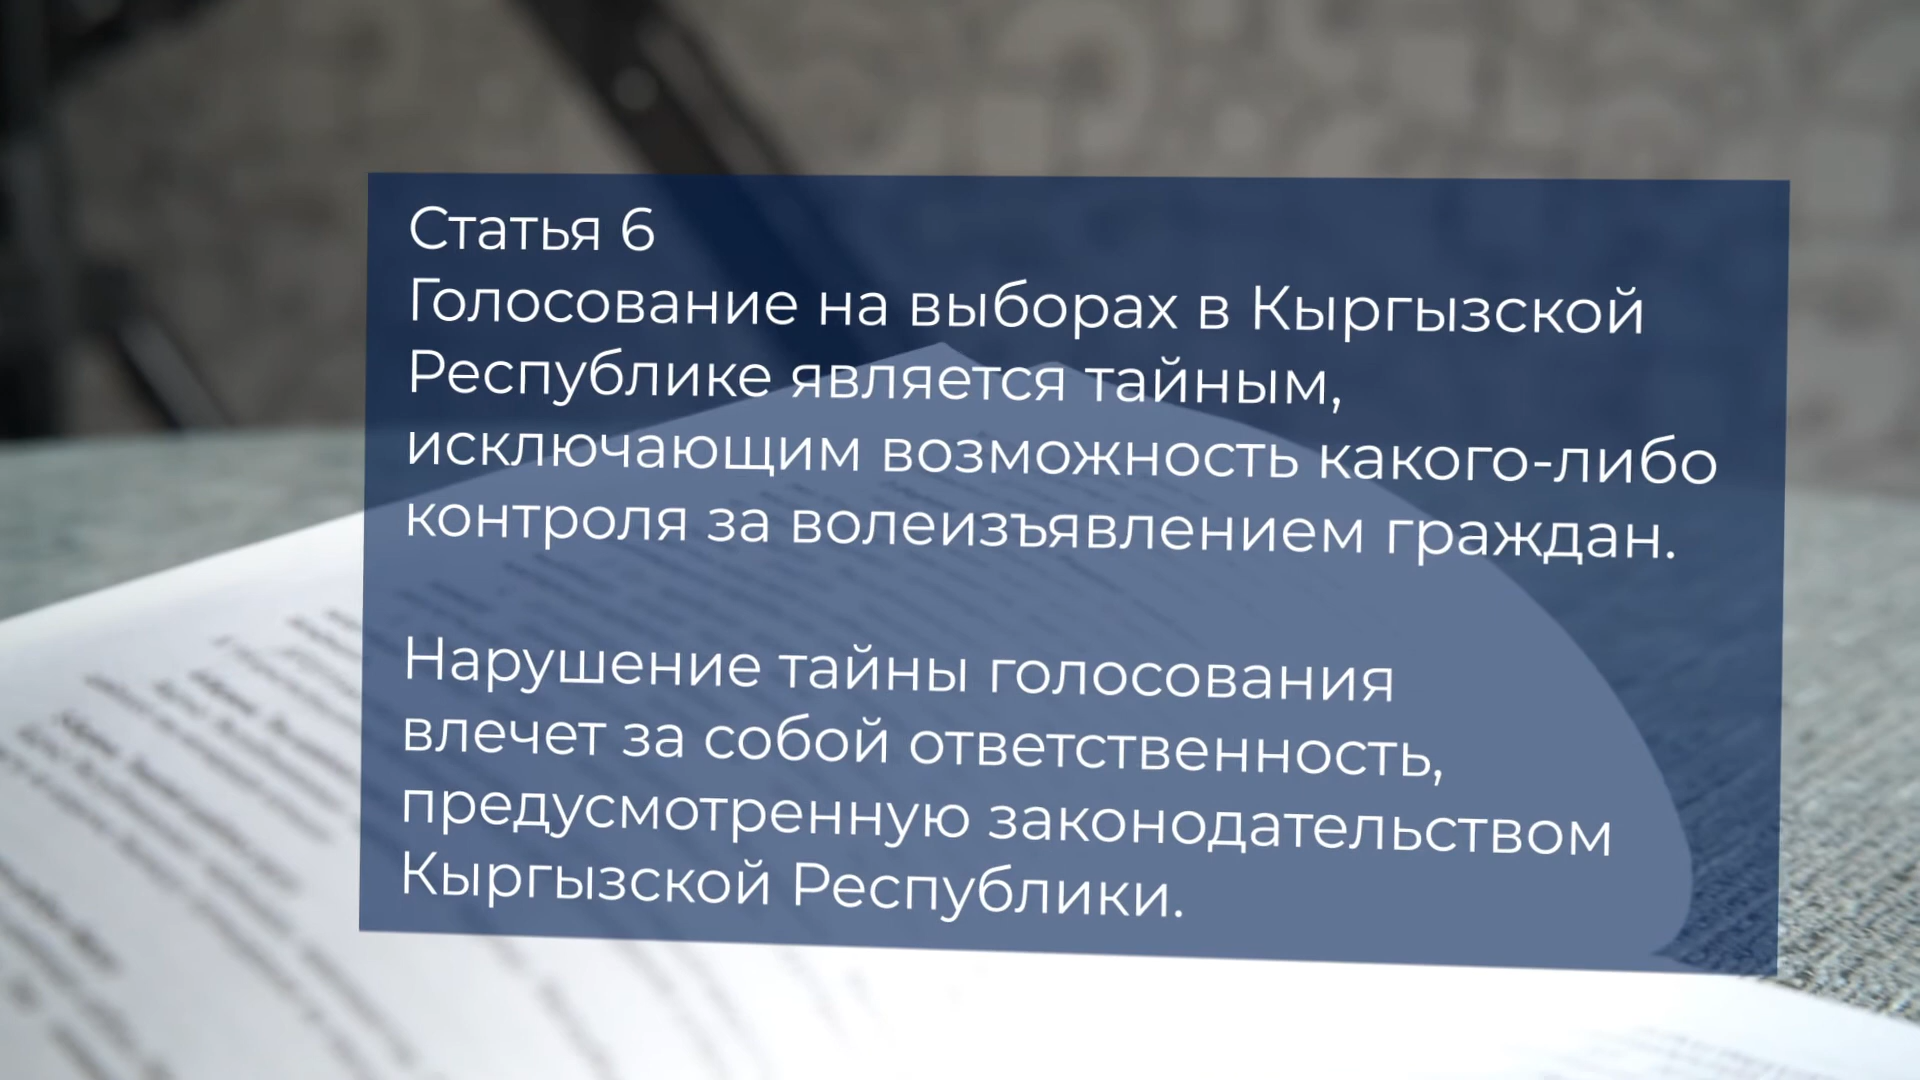 Статья 6
Голосование на выборах в Кыргызской
Республике является тайным,
исключающим возможность какого-либо
контроля за волеизъявлением граждан.
Нарушение тайны голосования
влечет за собой ответственность,
предусмотренную законодательством
Кыргызской Республики.